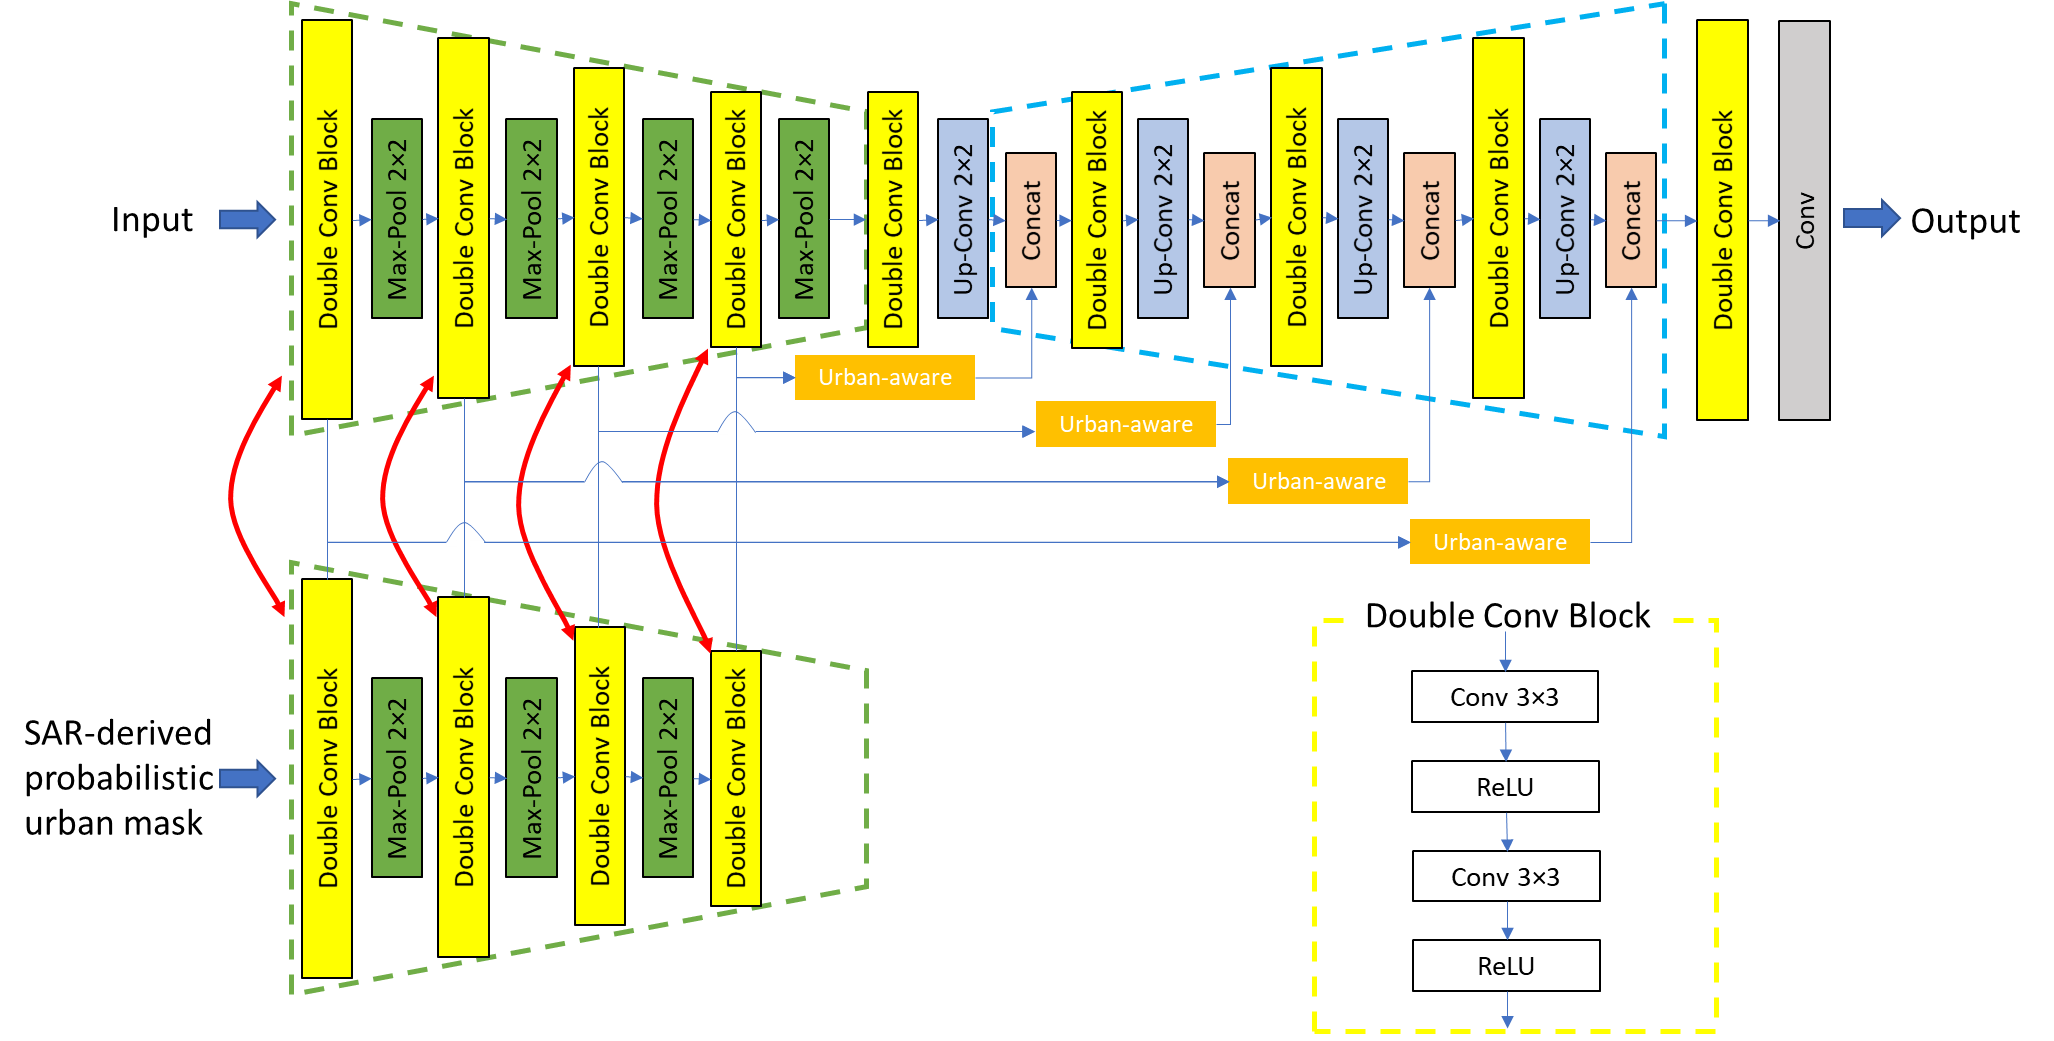 Input
Double Conv Block
Max-Pool 2×2
Double Conv Block
Max-Pool 2×2
Double Conv Block
Max-Pool 2×2
Double Conv Block
Max-Pool 2×2
Double Conv Block
Up-Conv 2×2
Concat
Double Conv Block
Up-Conv 2×2
Concat
Double Conv Block
Up-Conv 2×2
Concat
Double Conv Block
Up-Conv 2×2
Concat
Double Conv Block
Conv
Output
Urban-aware
Urban-aware
Urban-aware
Urban-aware
SAR-derived
probabilistic
urban mask
Double Conv Block
Max-Pool 2×2
Double Conv Block
Max-Pool 2×2
Double Conv Block
Max-Pool 2×2
Double Conv Block
Double Conv Block
Conv 3×3
ReLU
Conv 3×3
ReLU